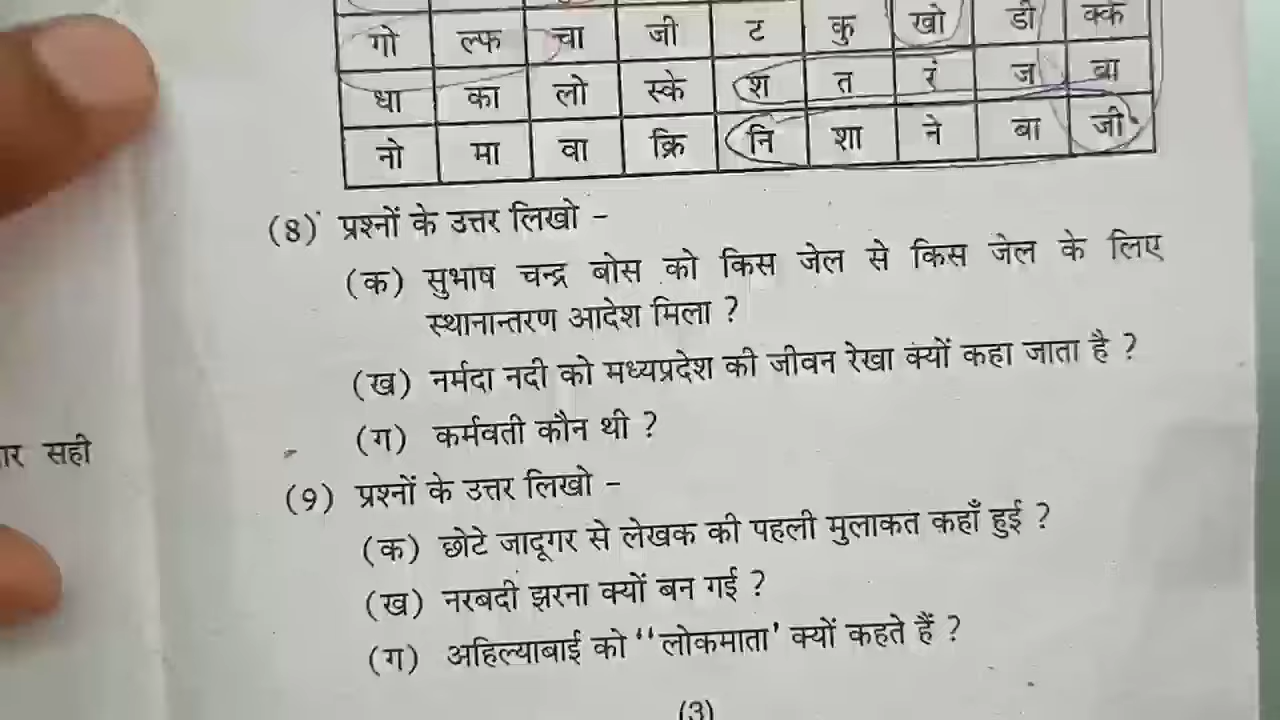 गो ल्फ चा जी ट कु खो डी क्क
धा का लो स्के श त रं ज बा
नो मा वा क्रि नि शा ने बा जी
(8) प्रश्नों के उत्तर लिखो –
(क) सुभाष चन्द्र बोस को किस जेल से किस जेल के लिए
स्थानान्तरण आदेश मिला ?
(ख) नर्मदा नदी को मध्यप्रदेश की जीवन रेखा क्यों कहा जाता है ?
(ग) कर्मवती कौन थी ?
सही
(9) प्रश्नों के उत्तर लिखो –
(क) छोटे जादूगर से लेखक की पहली मुलाकत कहाँ हुई ?
(ख) नरबदी झरना क्यों बन गई ?
(ग) अहिल्याबाई को "लोकमाता' क्यों कहते हैं ?
(3)